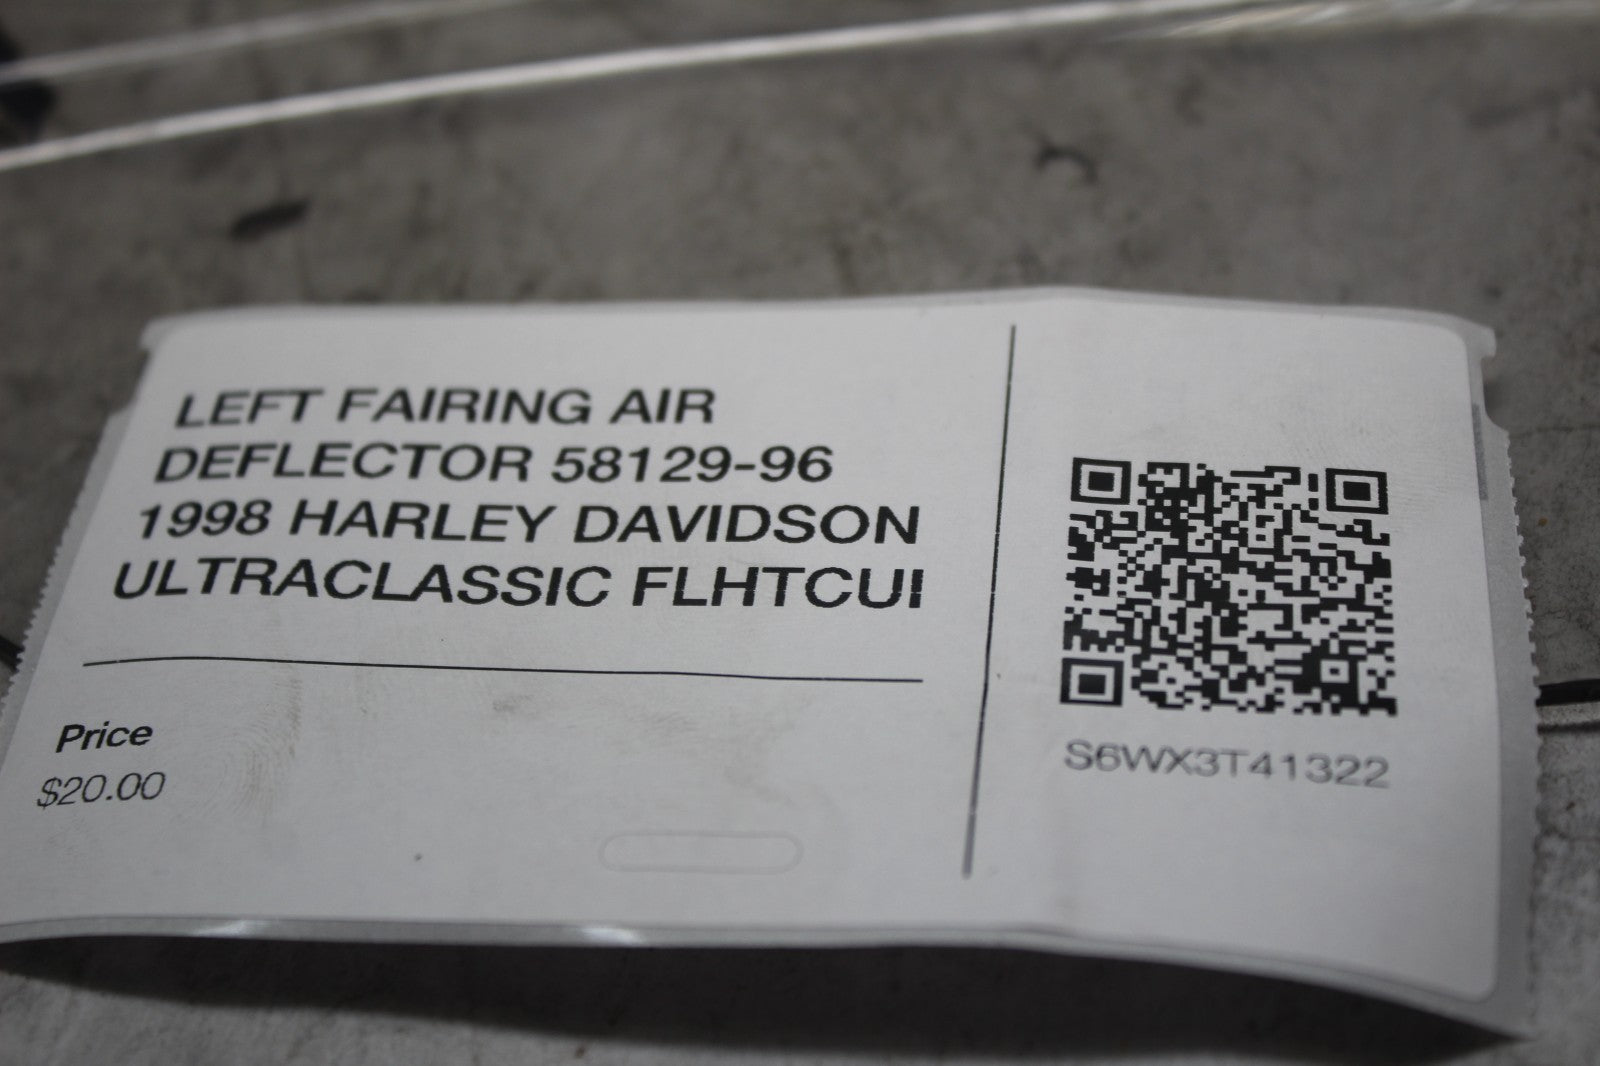 LEFT FAIRING AIR
DEFLECTOR 58129-96
1998 HARLEY DAVIDSON
ULTRACLASSIC FLHTCUI
Price
$20.00
S6WX3T41322